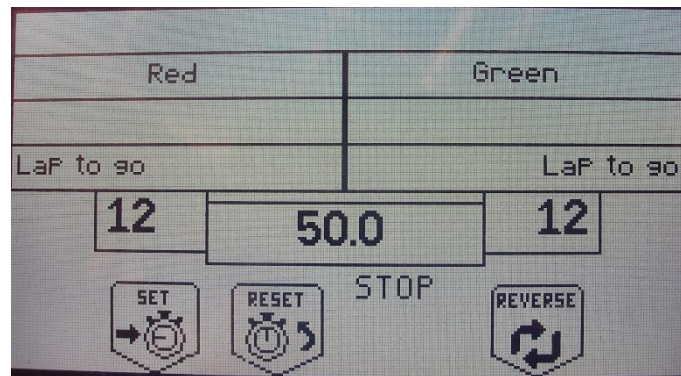 Red Green
Lap to go Lap to go
12 50.0 12
STOP
SET RESET REVERSE